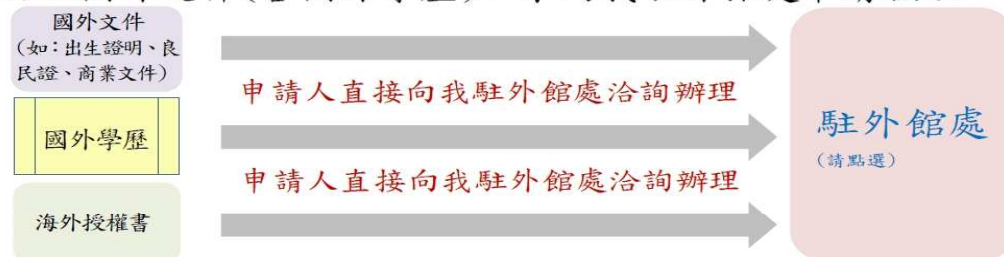 國外文件
（如：出生證明、良
民證、商業文件）
申請人直接向我駐外館處洽詢辦理
國外學歷
申請人直接向我駐外館處洽詢辦理
海外授權書
駐外館處
（請點選）